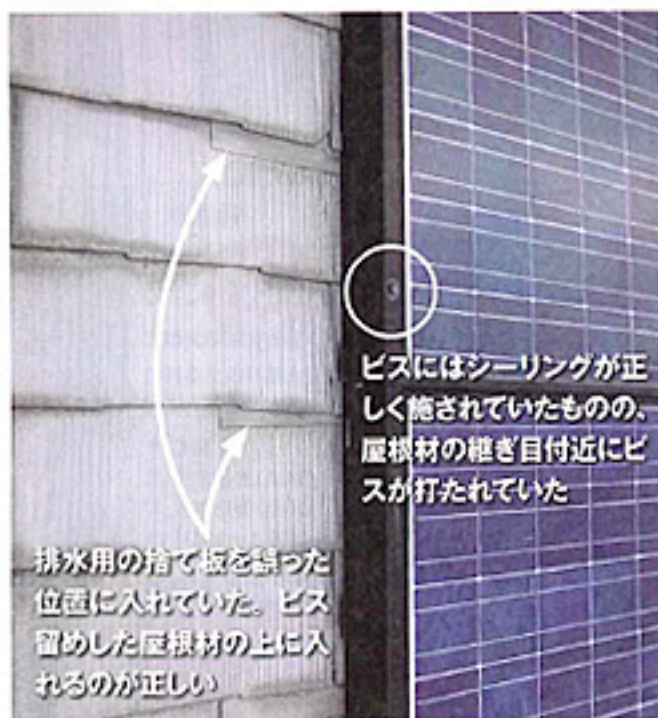 ビスにはシーリングが正
しく施されていたものの、
屋根材の継ぎ目付近にビ
スが打たれていた
排水用の捨て板を誤った
位置に入れていた。ビス
留めした屋根材の上に入
れるのが正しい